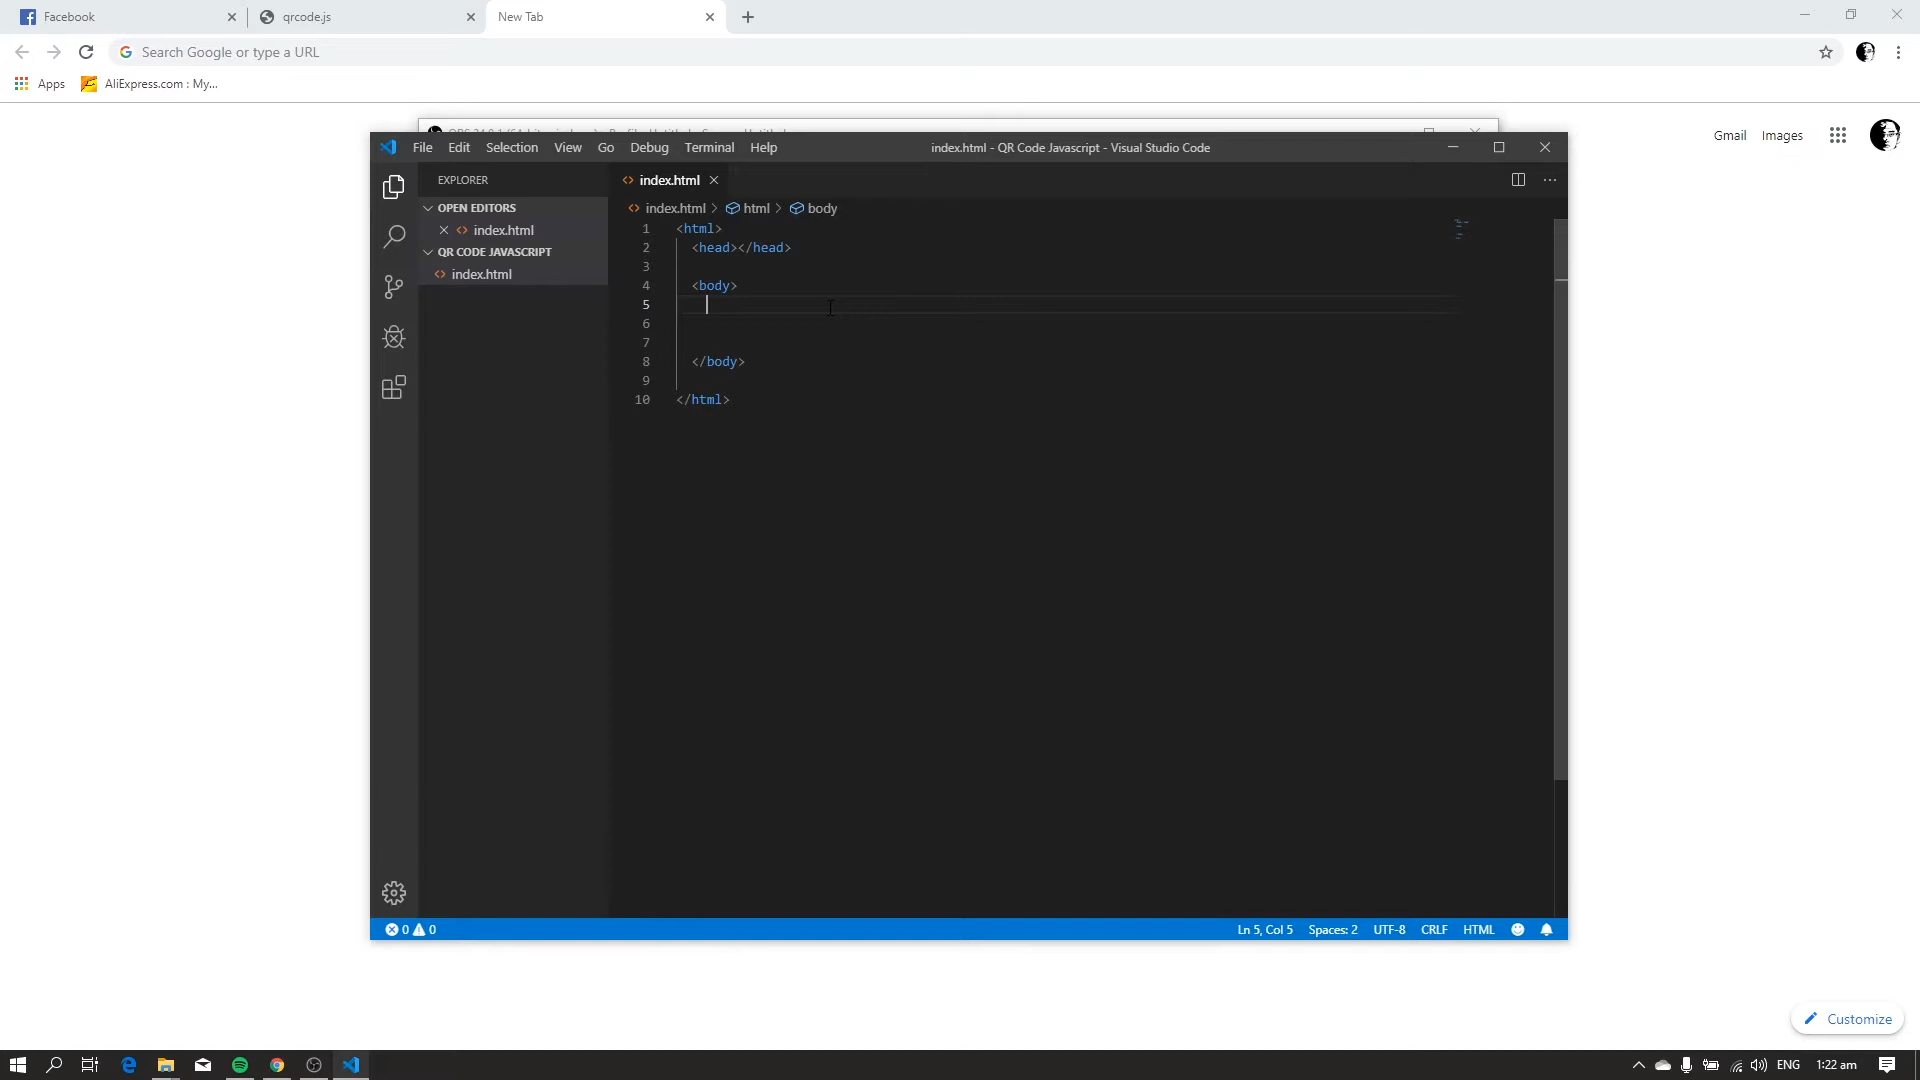 Facebook
qrcode.js
New Tab
Search Google or type a URL
Apps
AliExpress.com : My...
Gmail
Images
File Edit Selection View Go Debug Terminal Help
index.html - QR Code Javascript - Visual Studio Code
EXPLORER
OPEN EDITORS
index.html
QR CODE JAVASCRIPT
index.html
index.html
index.html > html > body
1 <html>
2 <head></head>
3
4 <body>
5
6
7
8 </body>
9
10 </html>
0 0
Ln 5, Col 5 Spaces: 2 UTF-8 CRLF HTML
Customize
ENG 1:22 am